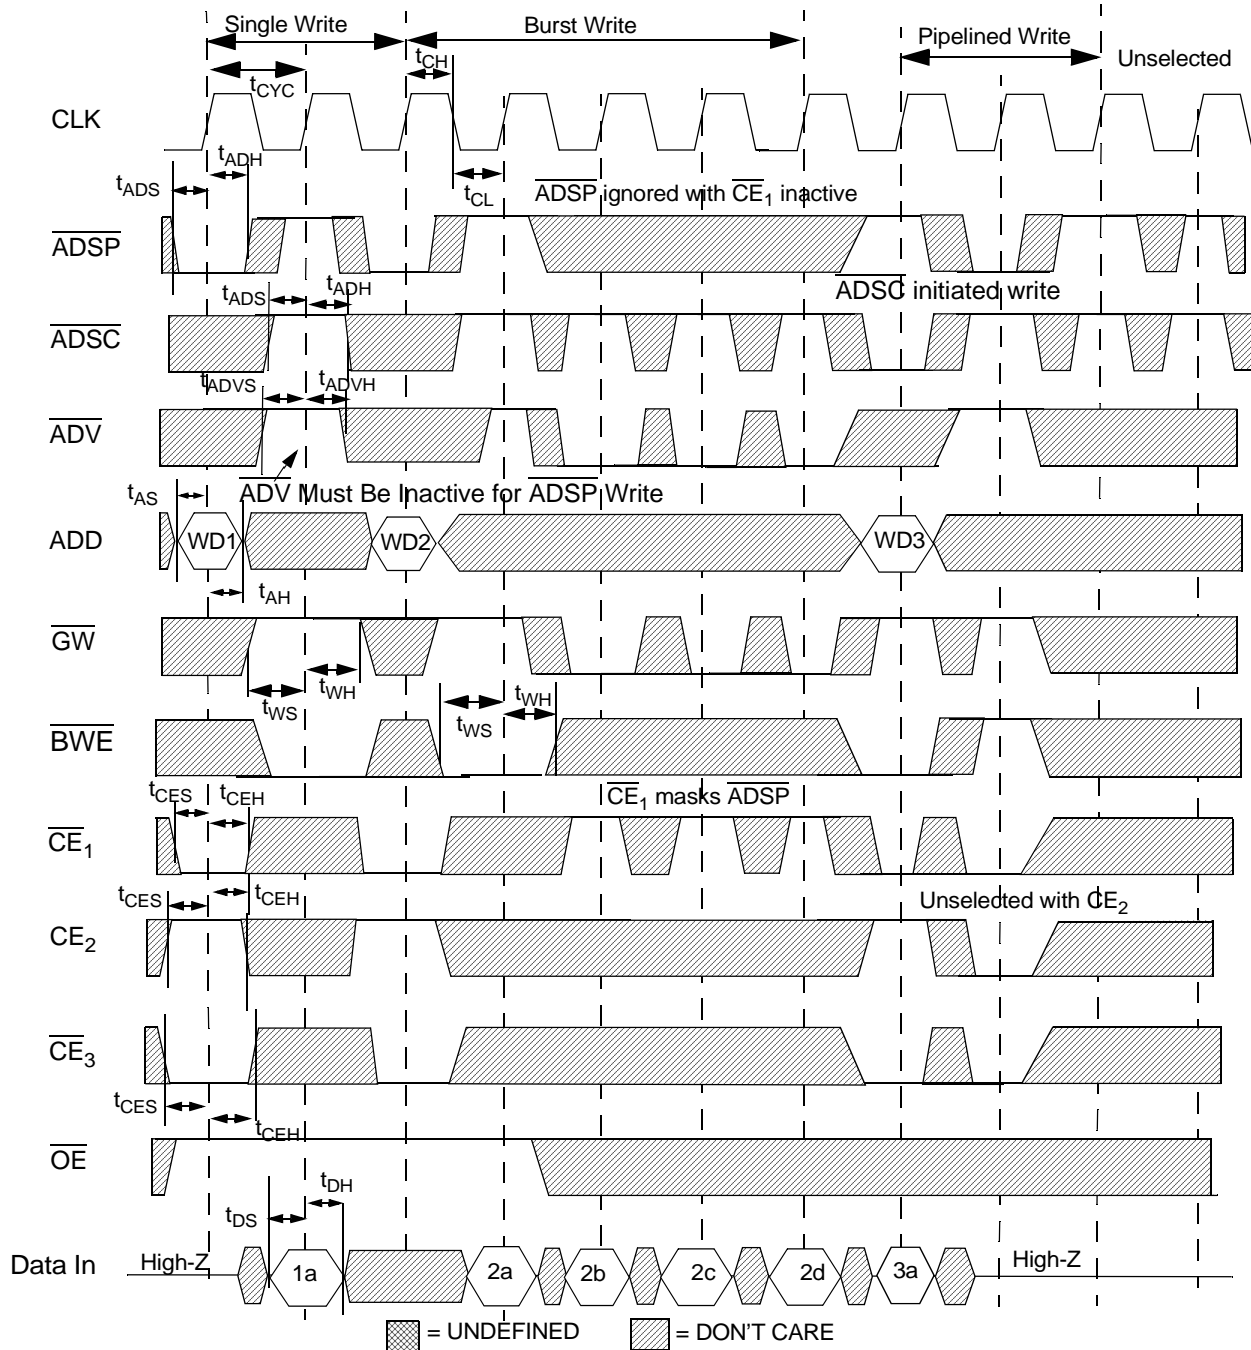 Single Write
Burst Write
Pipelined Write
Unselected
tCH
tCYC
CLK
tADH
tADS
tCL
ADSP ignored with CE1 inactive
ADSP
tADS
tADH
ADSC initiated write
ADSC
tADVS
tADVH
ADV
ADV Must Be Inactive for ADSP Write
tAS
ADD
WD1
WD2
WD3
tAH
GW
tWS
tWH
tWS
tWH
BWE
CE1 masks ADSP
tCES
tCEH
CE1
tCES
tCEH
Unselected with CE2
CE2
CE3
tCES
tCEH
OE
tDH
tDS
Data In
High-Z
1a
2a
2b
2c
2d
3a
High-Z
= UNDEFINED
= DON'T CARE